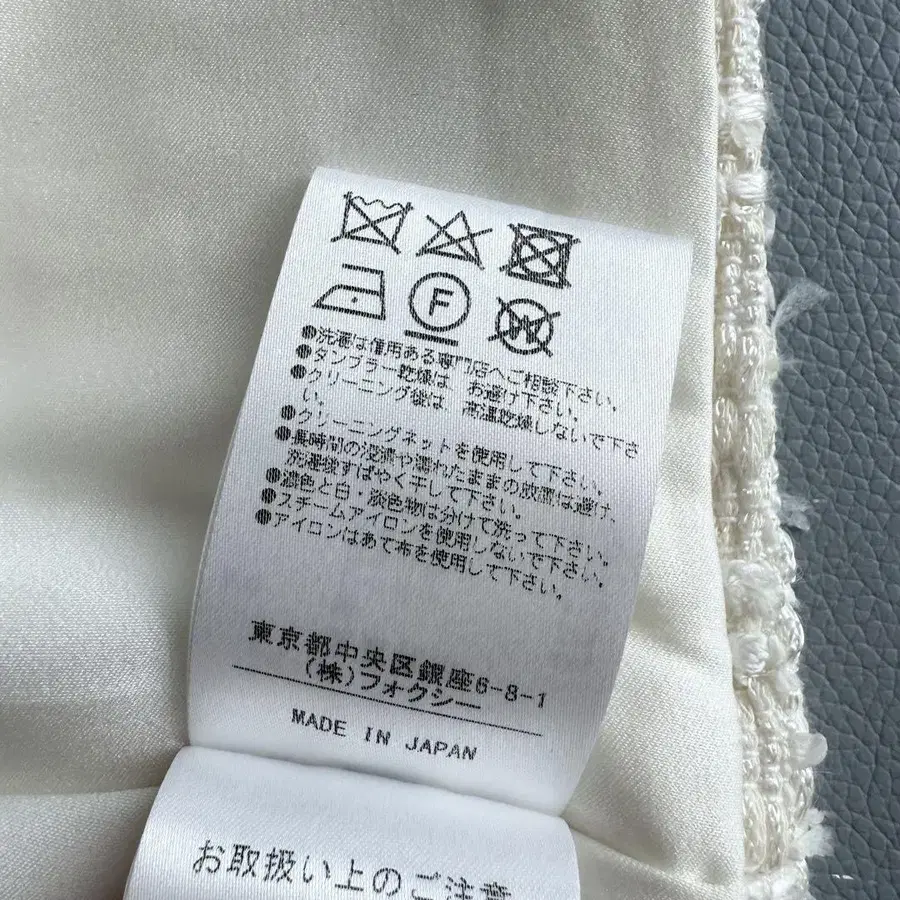 F
W
●洗濯は信用ある専門店へご相談下さい。
●タンブラー乾燥は お避け下さい。
●クリーニング後は、高温乾燥しないで下さ
い。
●クリーニングネットを使用して下さい。
●長時間の浸漬や濡れたままの放置は避け、
洗濯後すばやく干して下さい。
●濃色と白・淡色物は分けて洗って下さい。
●スチームアイロンを使用しないで下さい。
●アイロンはあて布を使用して下さい。
東京都中央区銀座6-8-1
(株)フォクシー
MADE IN JAPAN
お取扱い上のご注意